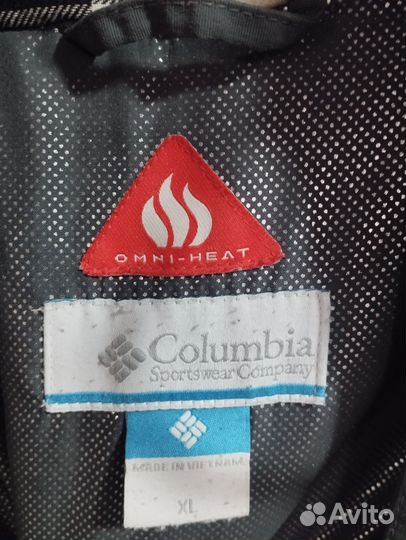 OMNI-HEAT
Columbia
Sportswear Company
MADE IN VIETNAM
XL
Avito